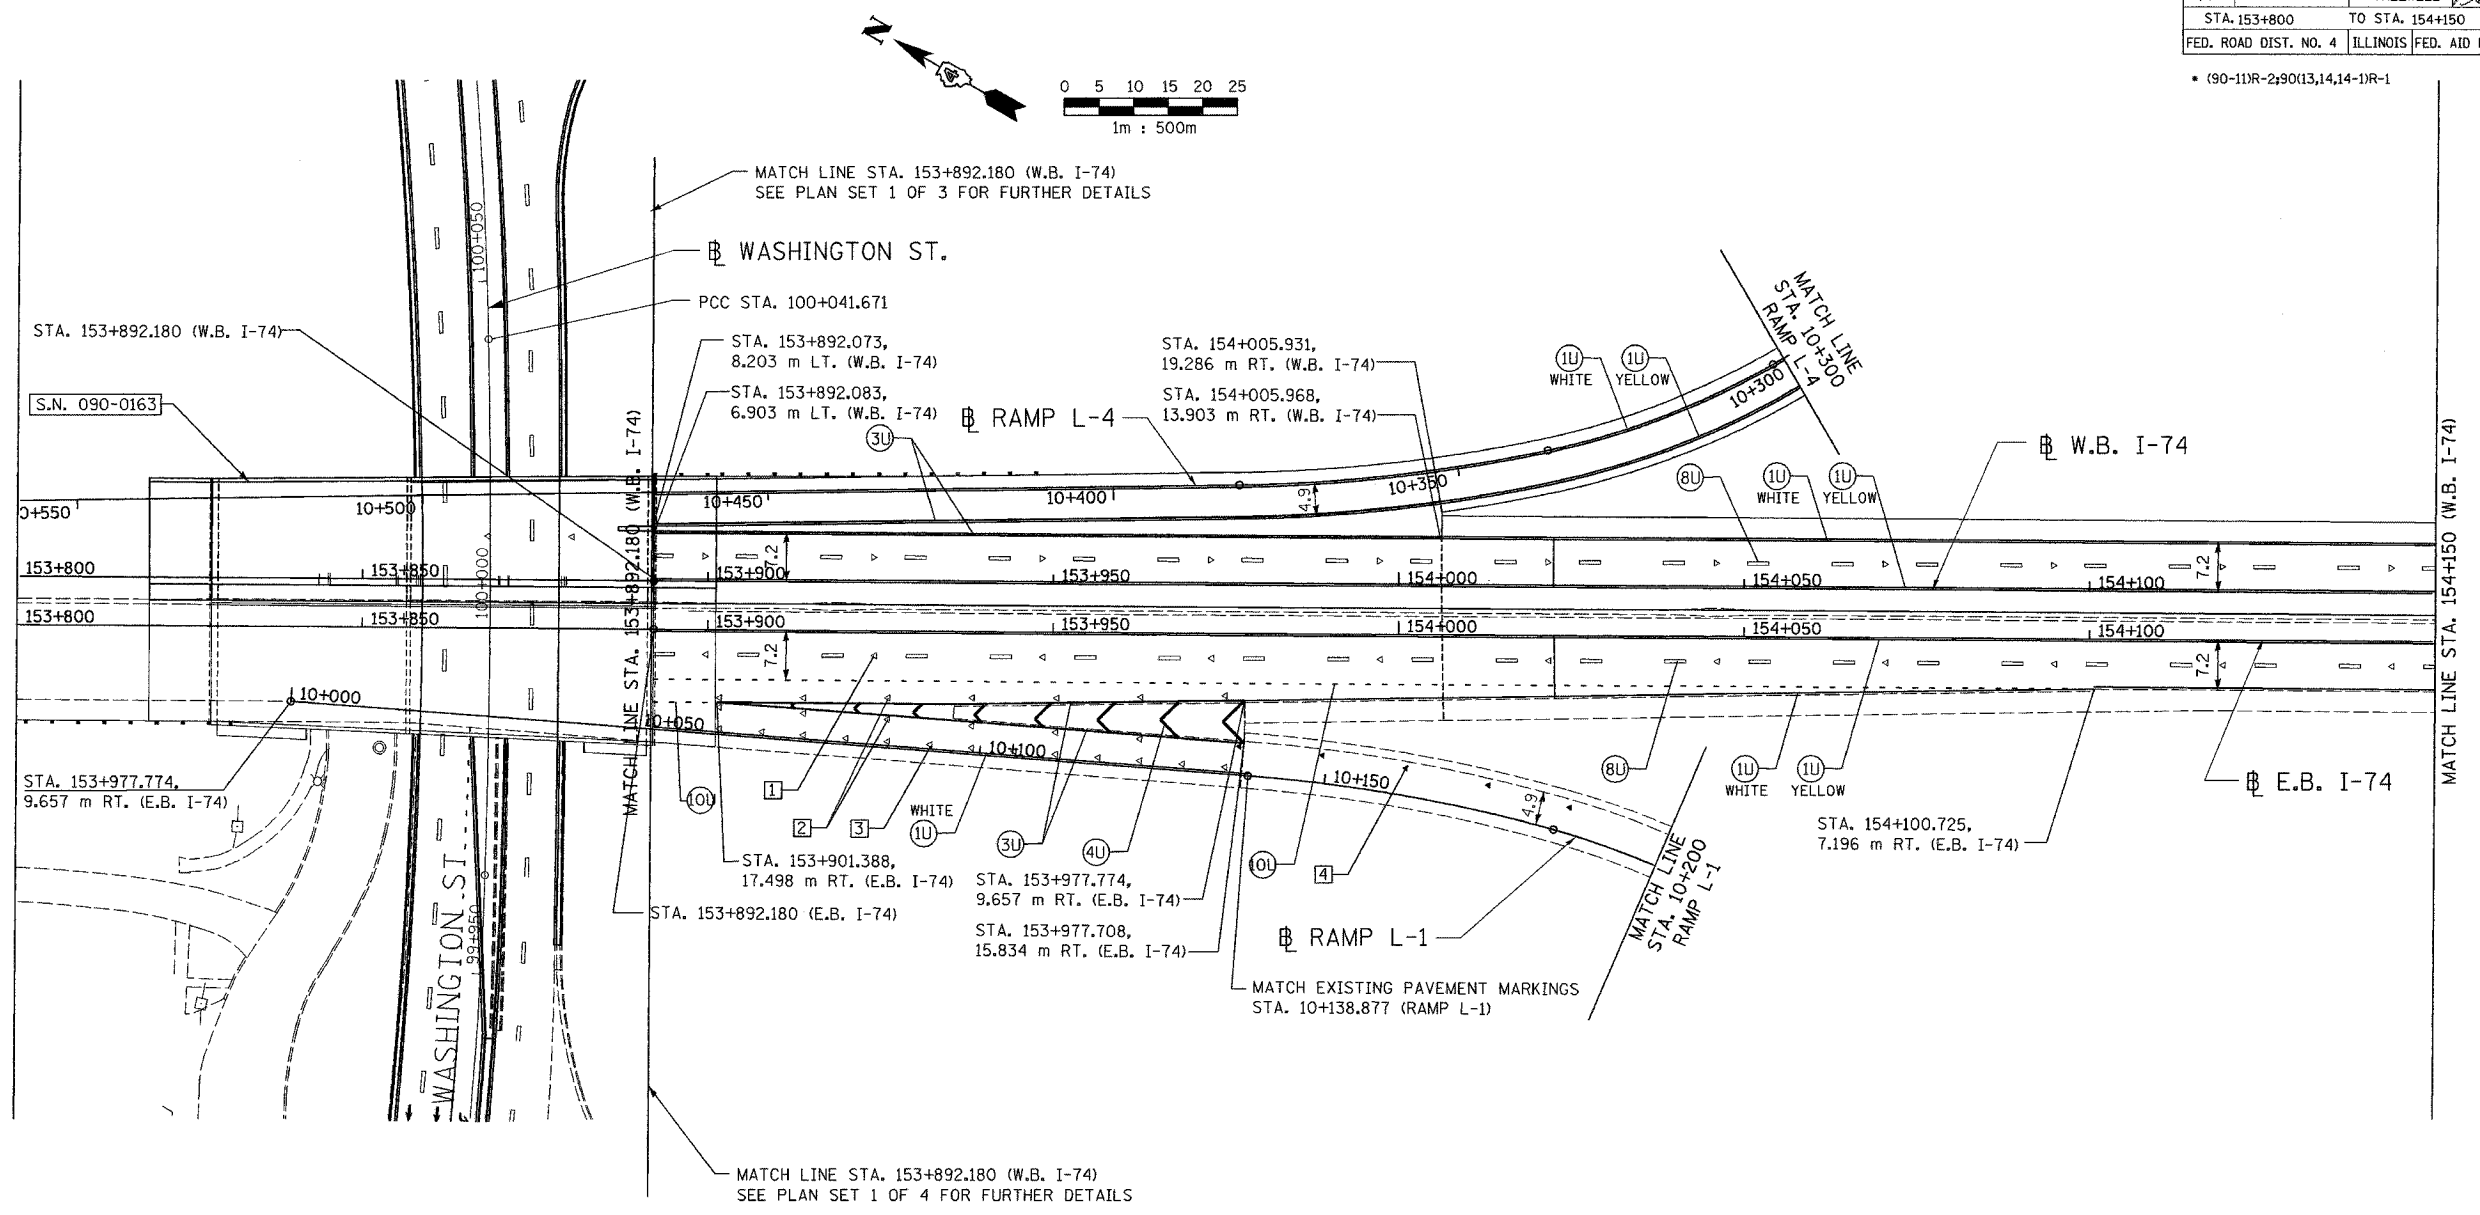 STA. 153+800 TO STA. 154+150
FED. ROAD DIST. NO. 4 ILLINOIS FED. AID
* (90-11)R-2;90(13,14,14-1)R-1
N
4
0 5 10 15 20 25
1m : 500m
MATCH LINE STA. 153+892.180 (W.B. I-74)
SEE PLAN SET 1 OF 3 FOR FURTHER DETAILS
100+050
℄ WASHINGTON ST.
PCC STA. 100+041.671
STA. 153+892.180 (W.B. I-74)
S.N. 090-0163
STA. 153+892.073,
8.203 m LT. (W.B. I-74)
STA. 153+892.083,
6.903 m LT. (W.B. I-74)
3U
℄ RAMP L-4
STA. 154+005.931,
19.286 m RT. (W.B. I-74)
STA. 154+005.968,
13.903 m RT. (W.B. I-74)
1U
WHITE
1U
YELLOW
MATCH LINE
STA. 10+300
RAMP L-4
10+300
℄ W.B. I-74
8U
1U
WHITE
1U
YELLOW
MATCH LINE STA. 153+892.180 (W.B. I-74)
MATCH LINE STA. 154+150 (W.B. I-74)
0+550
10+500
10+450
10+400
10+350
4.9
7.2
7.2
100+000
153+800
153+850
153+900
153+950
154+000
154+050
154+100
153+800
153+850
153+900
153+950
154+000
154+050
154+100
7.2
7.2
10+000
10+050
10+100
10+150
4.9
STA. 153+977.774,
9.657 m RT. (E.B. I-74)
10U
1
2
3
WHITE
1U
3U
4U
10U
4
8U
1U
WHITE
1U
YELLOW
℄ E.B. I-74
STA. 154+100.725,
7.196 m RT. (E.B. I-74)
STA. 153+901.388,
17.498 m RT. (E.B. I-74)
STA. 153+892.180 (E.B. I-74)
STA. 153+977.774,
9.657 m RT. (E.B. I-74)
STA. 153+977.708,
15.834 m RT. (E.B. I-74)
℄ RAMP L-1
MATCH LINE
STA. 10+200
RAMP L-1
MATCH EXISTING PAVEMENT MARKINGS
STA. 10+138.877 (RAMP L-1)
WASHINGTON ST.
99+950
MATCH LINE STA. 153+892.180 (W.B. I-74)
SEE PLAN SET 1 OF 4 FOR FURTHER DETAILS